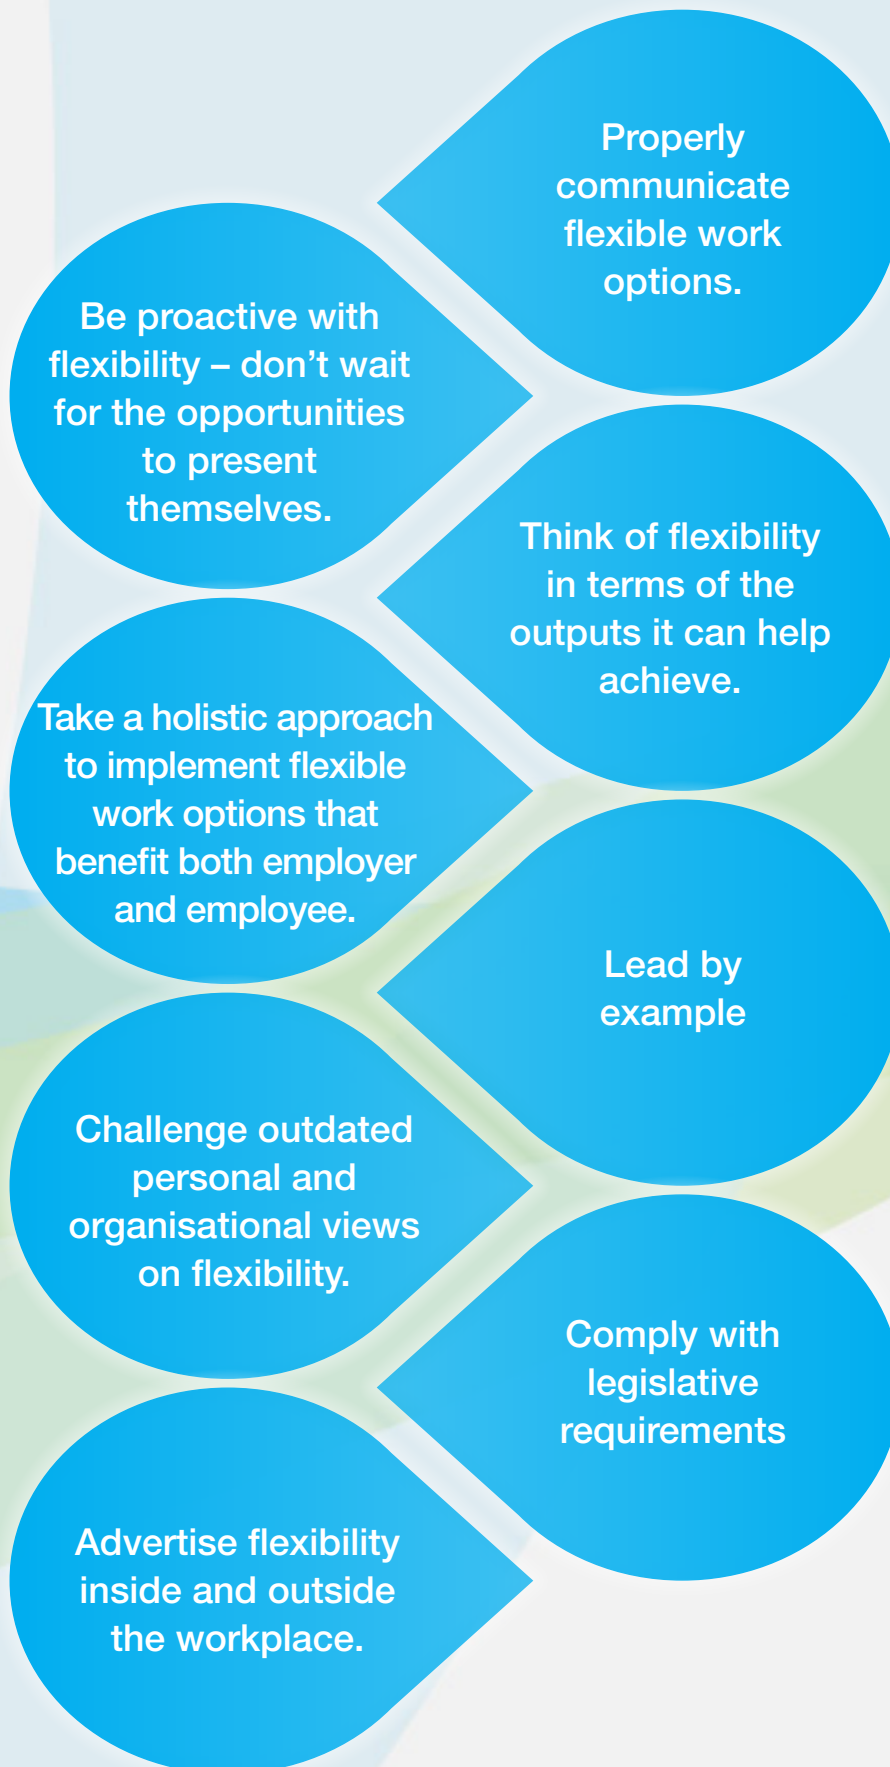 Properly
communicate
flexible work
options.
Be proactive with
flexibility – don’t wait
for the opportunities
to present
themselves.
Think of flexibility
in terms of the
outputs it can help
achieve.
Take a holistic approach
to implement flexible
work options that
benefit both employer
and employee.
Lead by
example
Challenge outdated
personal and
organisational views
on flexibility.
Comply with
legislative
requirements
Advertise flexibility
inside and outside
the workplace.